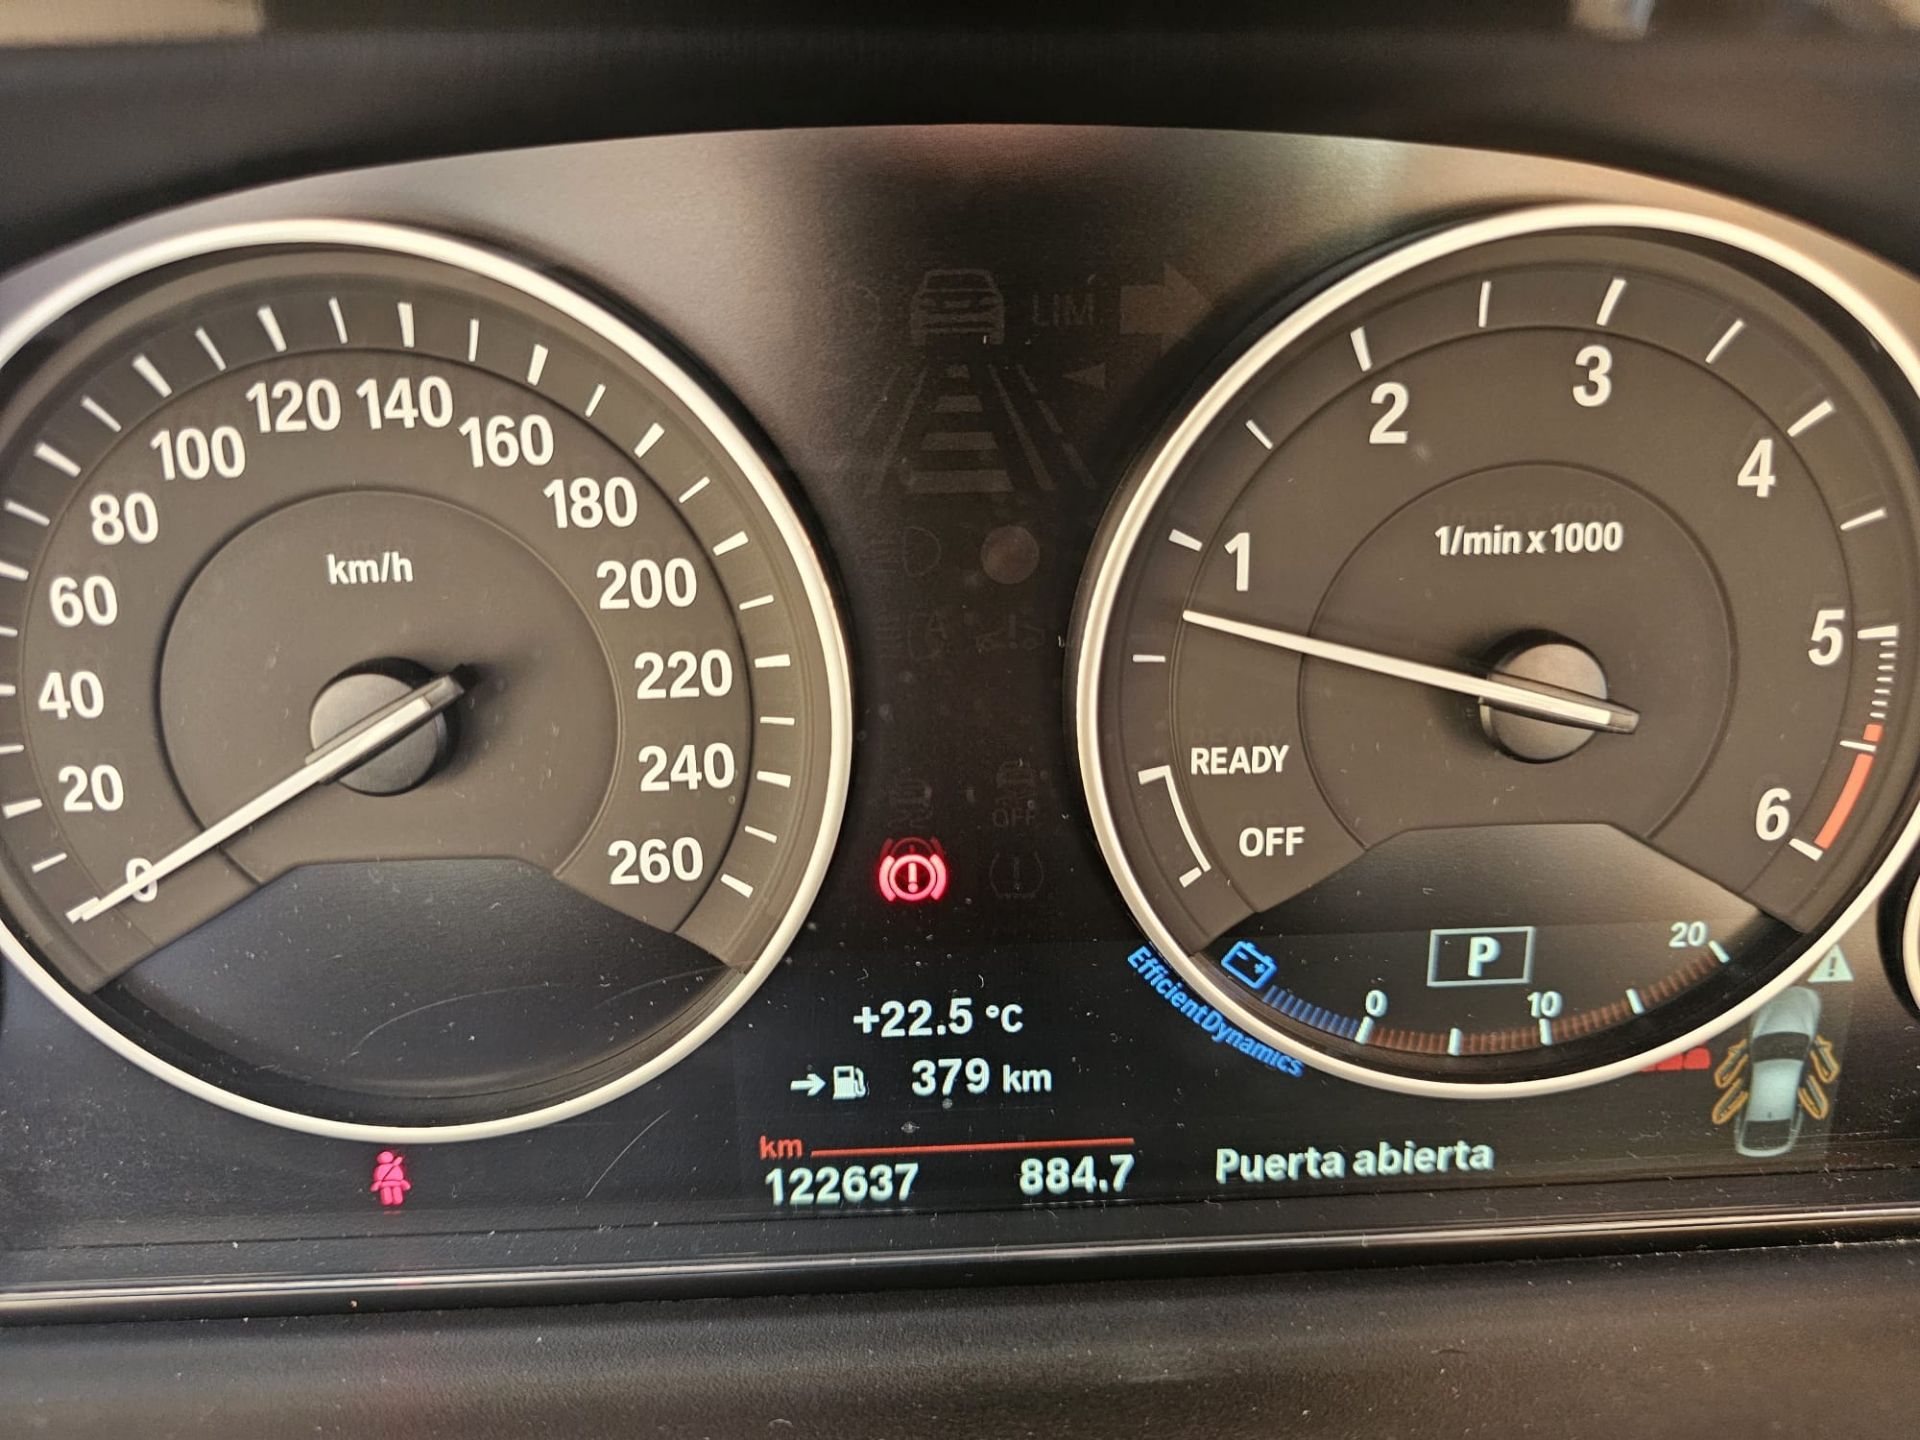 0
20
40
60
80
100
120
140
160
180
200
220
240
260
km/h
LIM
OFF
+22.5 °C
379 km
km
122637 884.7
1
2
3
4
5
6
1/min x 1000
READY
OFF
P
0
10
20
EfficientDynamics
Puerta abierta